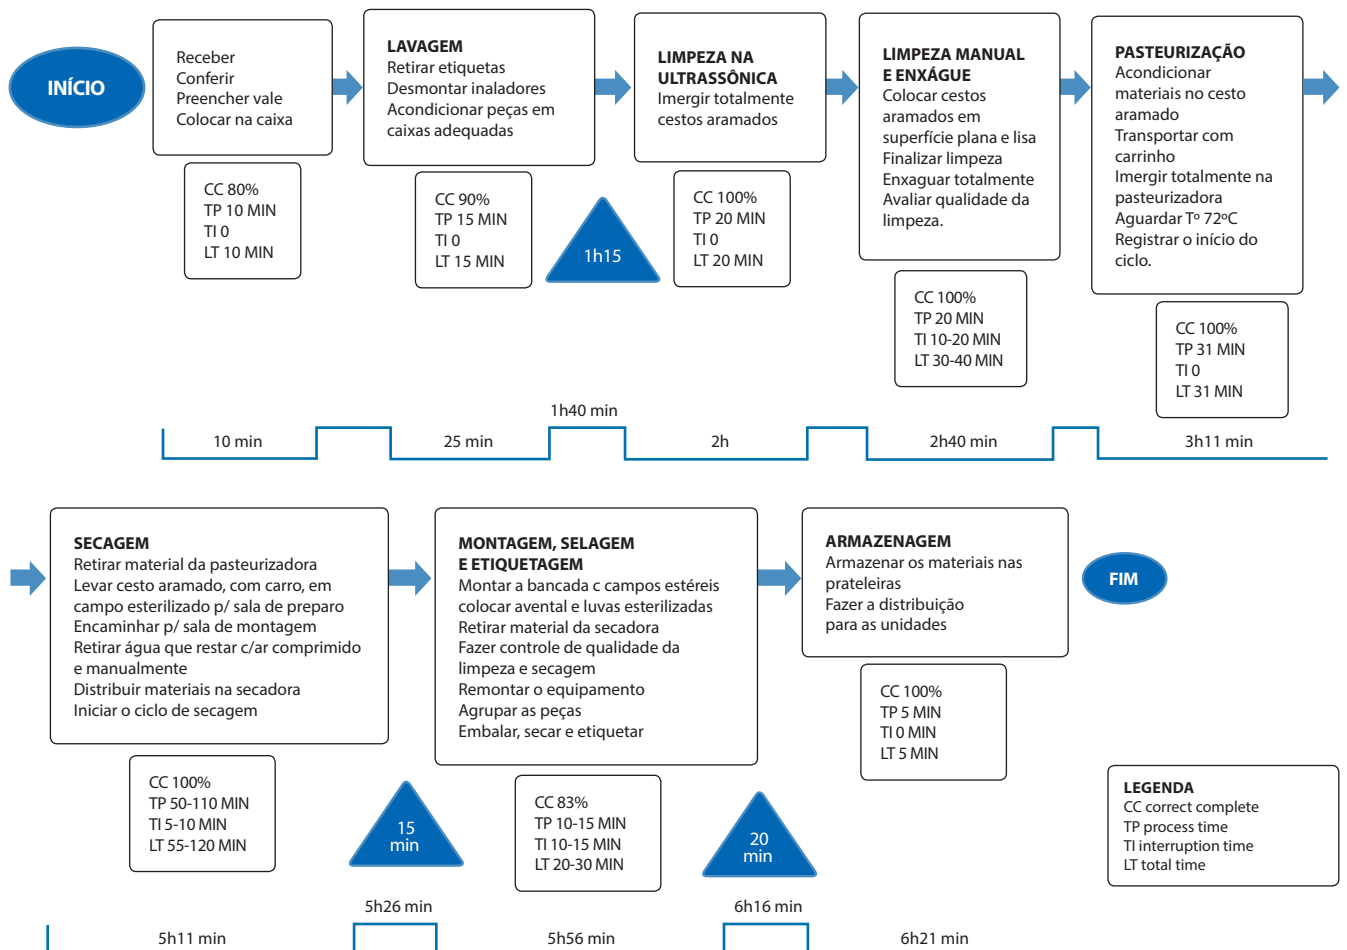 INÍCIO
Receber
Conferir
Preencher vale
Colocar na caixa
CC 80%
TP 10 MIN
TI 0
LT 10 MIN
LAVAGEM
Retirar etiquetas
Desmontar inaladores
Acondicionar peças em
caixas adequadas
CC 90%
TP 15 MIN
TI 0
LT 15 MIN
1h15
LIMPEZA NA
ULTRASSÔNICA
Imergir totalmente
cestos aramados
CC 100%
TP 20 MIN
TI 0
LT 20 MIN
LIMPEZA MANUAL
E ENXÁGUE
Colocar cestos
aramados em
superfície plana e lisa
Finalizar limpeza
Enxaguar totalmente
Avaliar qualidade da
limpeza.
CC 100%
TP 20 MIN
TI 10-20 MIN
LT 30-40 MIN
PASTEURIZAÇÃO
Acondicionar
materiais no cesto
aramado
Transportar com
carrinho
Imergir totalmente na
pasteurizadora
Aguardar Tº 72ºC
Registrar o início do
ciclo.
CC 100%
TP 31 MIN
TI 0
LT 31 MIN
10 min
25 min
1h40 min
2h
2h40 min
3h11 min
SECAGEM
Retirar material da pasteurizadora
Levar cesto aramado, com carro, em
campo esterilizado p/ sala de preparo
Encaminhar p/ sala de montagem
Retirar água que restar c/ar comprimido
e manualmente
Distribuir materiais na secadora
Iniciar o ciclo de secagem
CC 100%
TP 50-110 MIN
TI 5-10 MIN
LT 55-120 MIN
15
min
MONTAGEM, SELAGEM
E ETIQUETAGEM
Montar a bancada c campos estéreis
colocar avental e luvas esterilizadas
Retirar material da secadora
Fazer controle de qualidade da
limpeza e secagem
Remontar o equipamento
Agrupar as peças
Embalar, secar e etiquetar
CC 83%
TP 10-15 MIN
TI 10-15 MIN
LT 20-30 MIN
20
min
ARMAZENAGEM
Armazenar os materiais nas
prateleiras
Fazer a distribuição
para as unidades
CC 100%
TP 5 MIN
TI 0 MIN
LT 5 MIN
FIM
LEGENDA
CC correct complete
TP process time
TI interruption time
LT total time
5h11 min
5h26 min
5h56 min
6h16 min
6h21 min